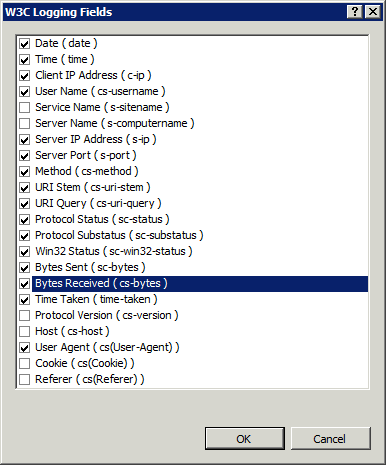 W3C Logging Fields
Date ( date )
Time ( time )
Client IP Address ( c-ip )
User Name ( cs-username )
Service Name ( s-sitename )
Server Name ( s-computername )
Server IP Address ( s-ip )
Server Port ( s-port )
Method ( cs-method )
URI Stem ( cs-uri-stem )
URI Query ( cs-uri-query )
Protocol Status ( sc-status )
Protocol Substatus ( sc-substatus )
Win32 Status ( sc-win32-status )
Bytes Sent ( sc-bytes )
Bytes Received ( cs-bytes )
Time Taken ( time-taken )
Protocol Version ( cs-version )
Host ( cs-host )
User Agent ( cs(User-Agent) )
Cookie ( cs(Cookie) )
Referer ( cs(Referer) )
OK
Cancel